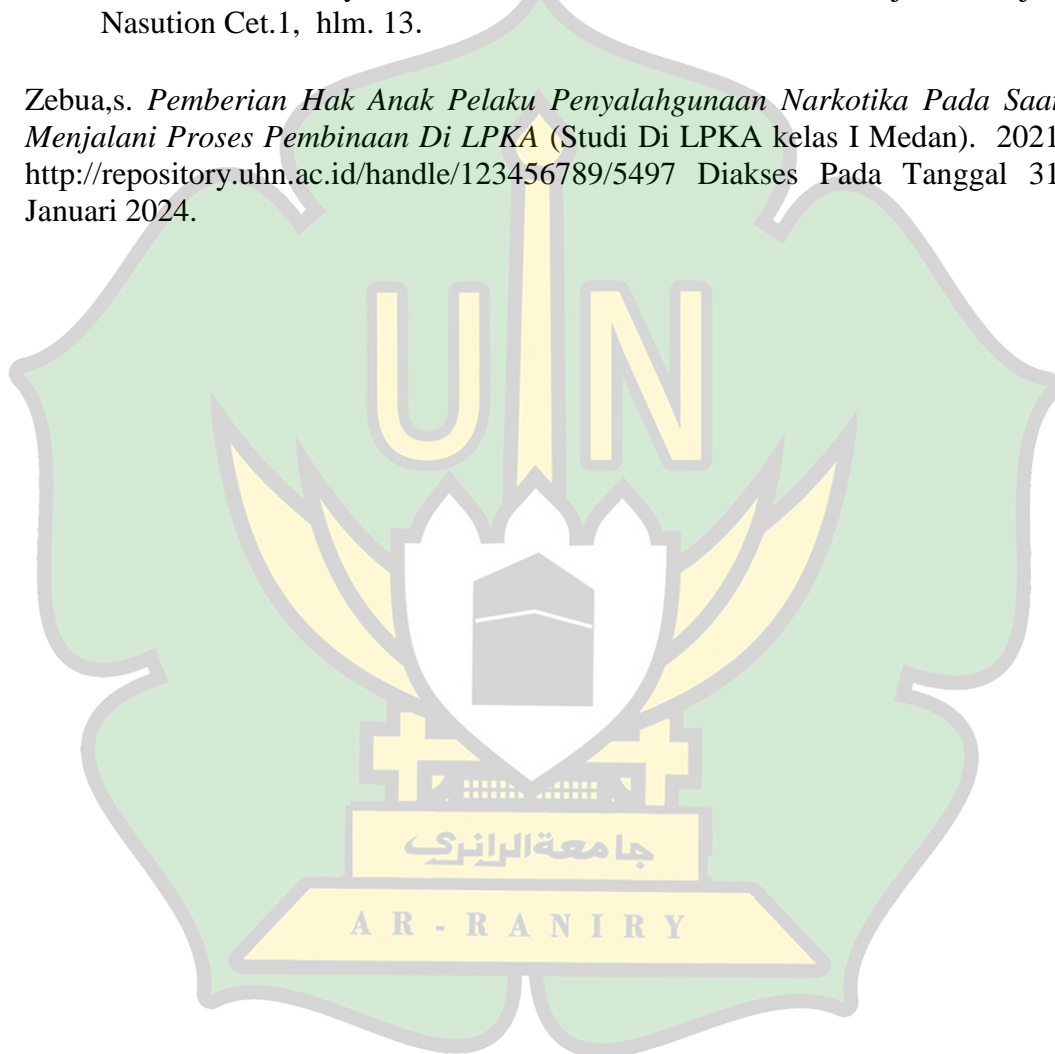 Nasution Cet.1, hlm. 13.
Zebua,s. Pemberian Hak Anak Pelaku Penyalahgunaan Narkotika Pada Saat
Menjalani Proses Pembinaan Di LPKA (Studi Di LPKA kelas I Medan). 2021
http://repository.uhn.ac.id/handle/123456789/5497 Diakses Pada Tanggal 31
Januari 2024.
UIN
جامعةالرانري
AR-RANIRY